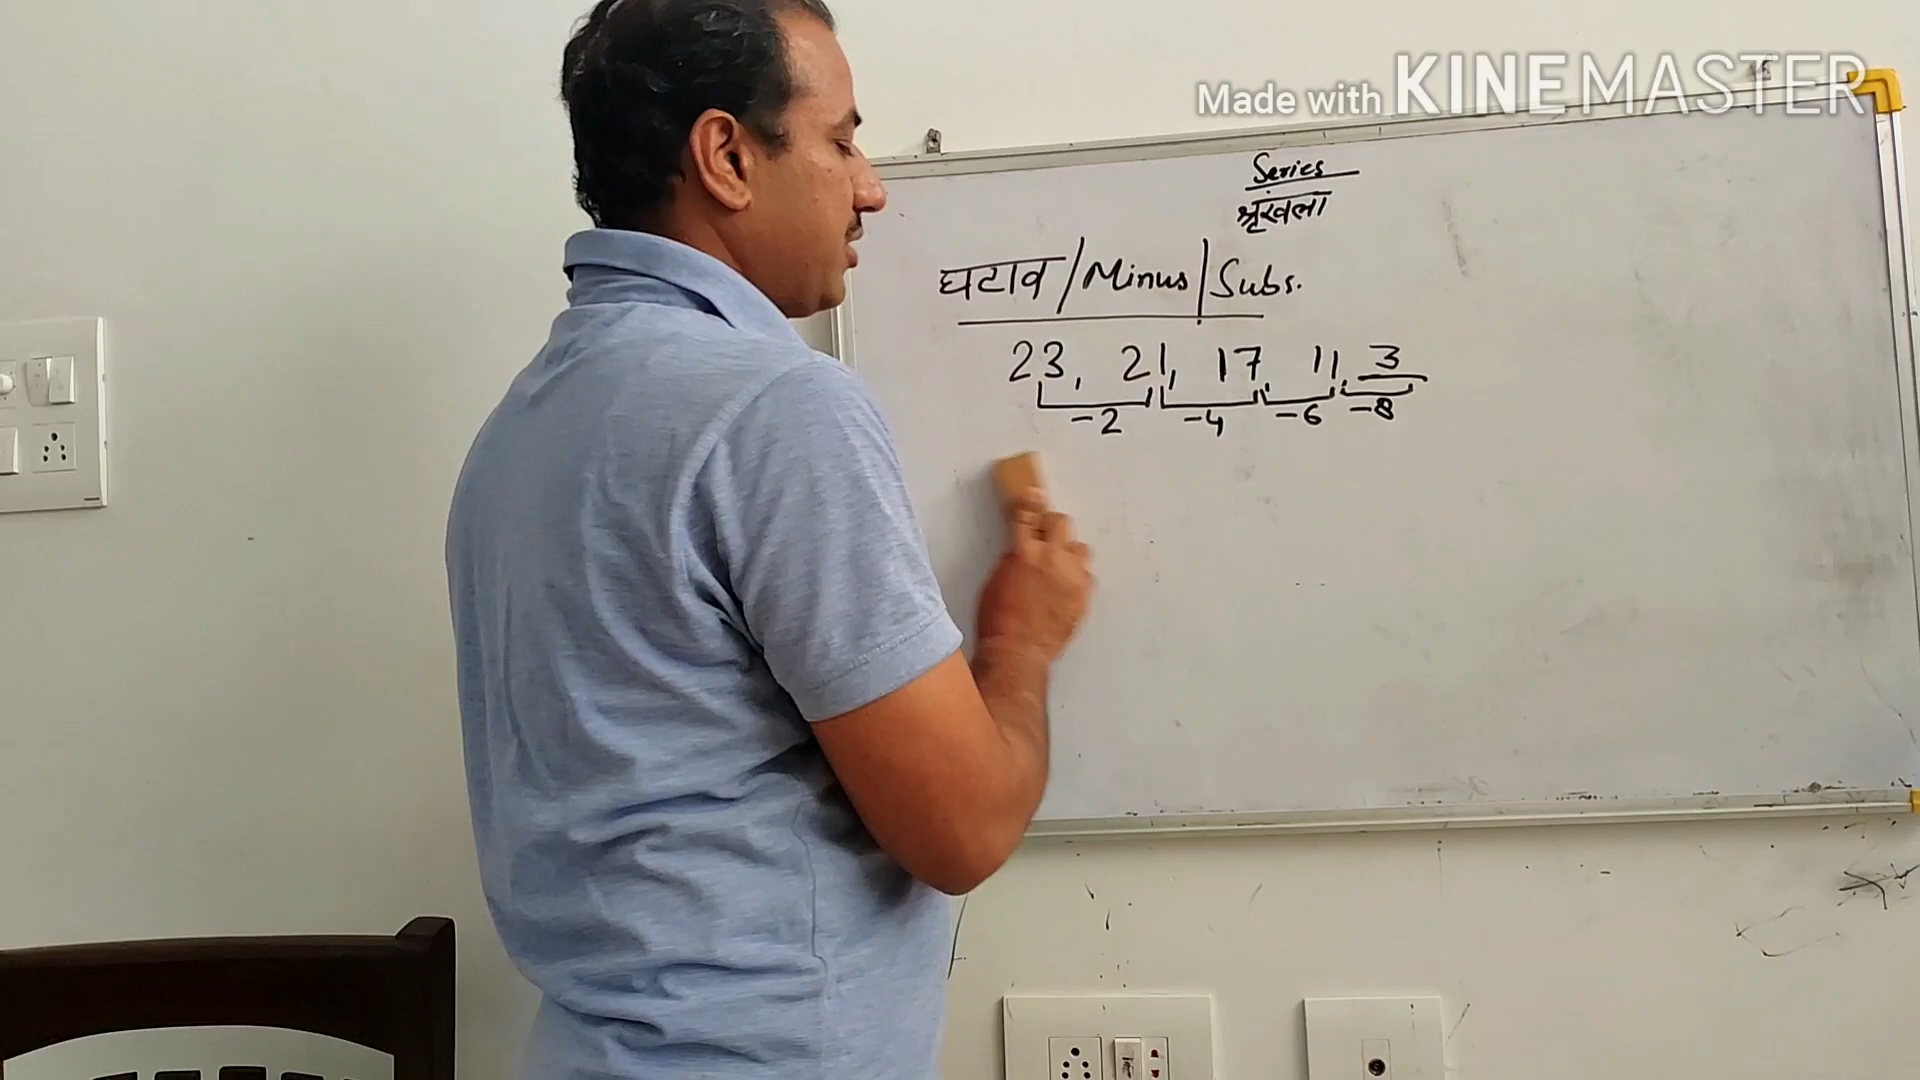 Made with KINEMASTER
Series
श्रृंखला
घटाव/Minus/Subs.
23, 21, 17, 11, 3
-2 -4 -6 -8